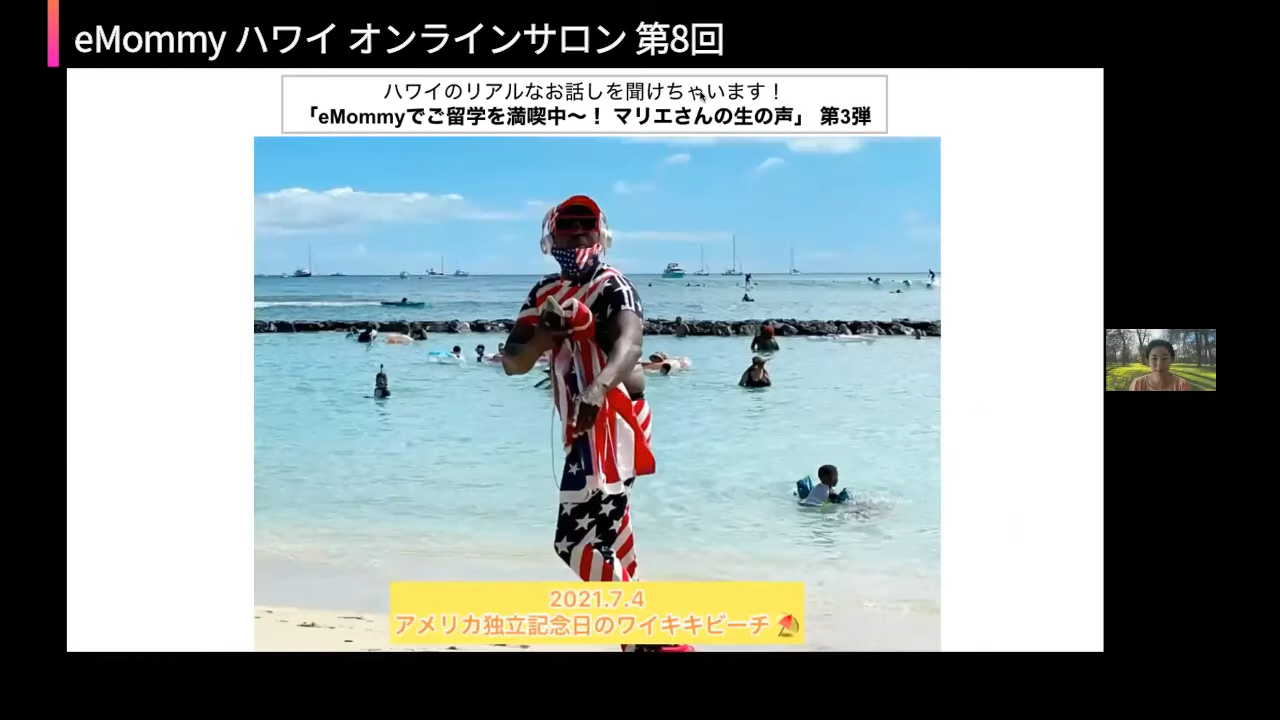 eMommy ハワイ オンラインサロン 第8回
ハワイのリアルなお話しを聞けちゃいます！
「eMommyでご留学を満喫中〜！ マリエさんの生の声」 第3弾
2021.7.4
アメリカ独立記念日のワイキキビーチ